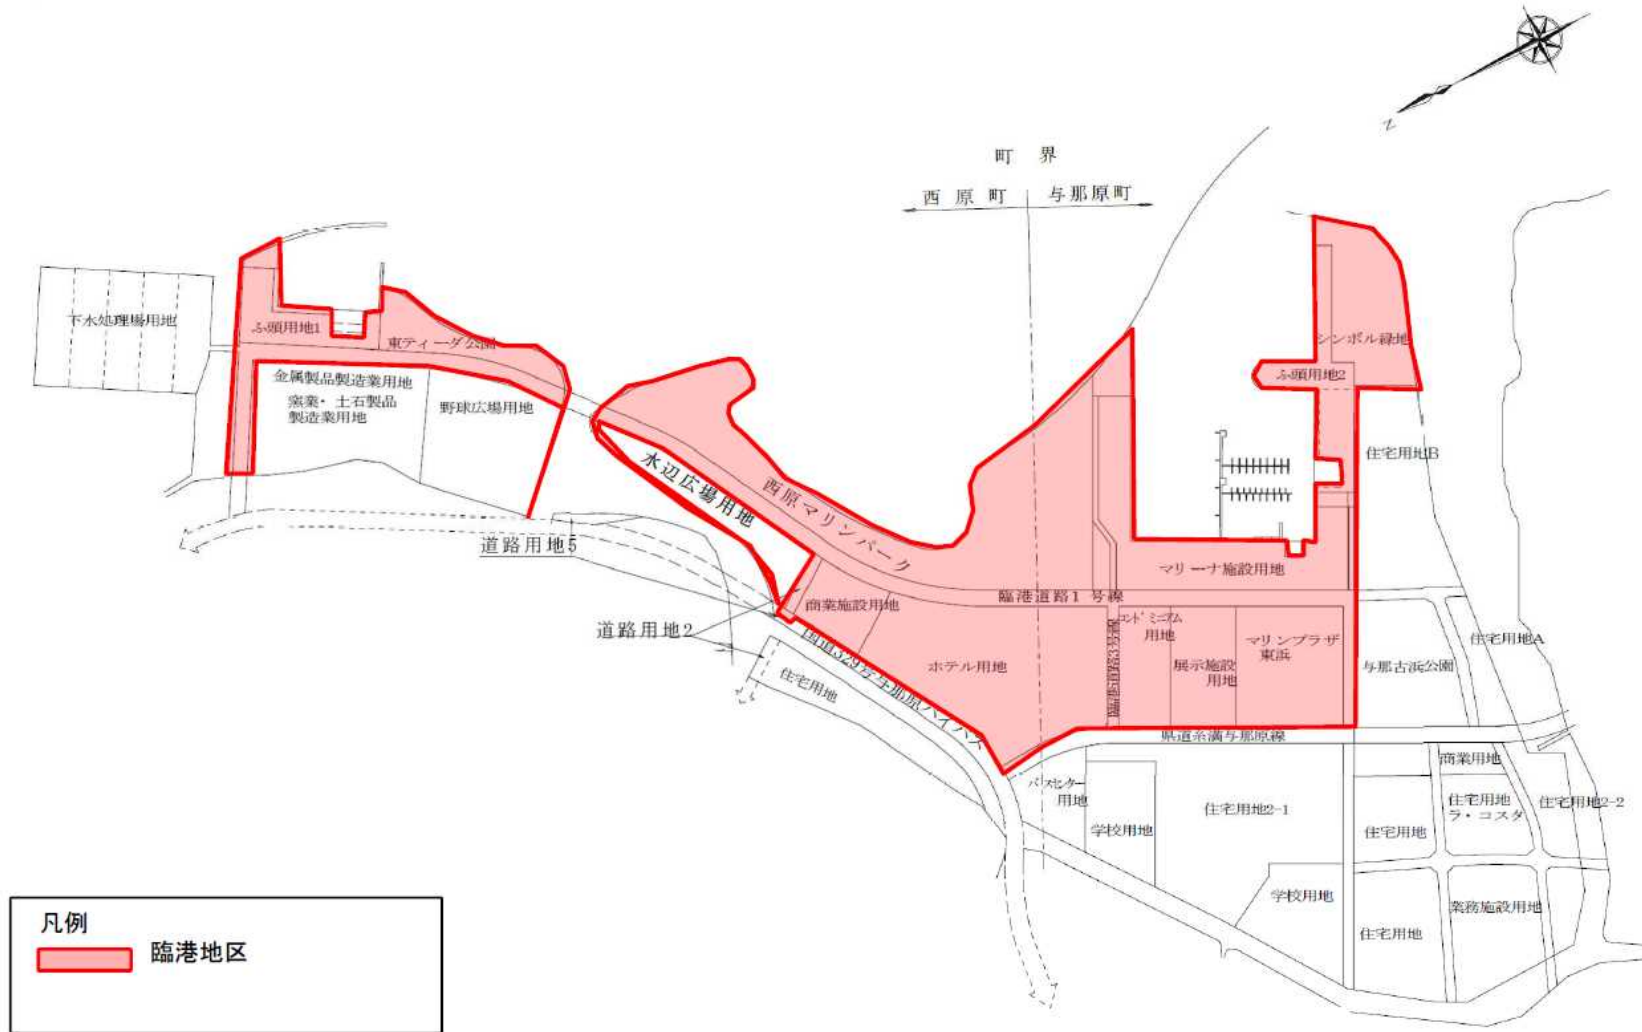 N
町 界
西 原 町
与那原町
下水処理場用地
ふ頭用地1
東ティーダ公園
金属製品製造業用地
窯業・土石製品
製造業用地
野球広場用地
水辺広場用地
西原マリンパーク
シンボル緑地
ふ頭用地2
住宅用地B
道路用地5
マリーナ施設用地
臨港道路1 号線
商業施設用地
道路用地2
国道329号与那原バイパス
住宅用地
ホテル用地
臨港道路3号線
コンドミニアム
用地
展示施設
用地
マリンプラザ
東浜
与那古浜公園
住宅用地A
県道糸満与那原線
バスセンター
用地
学校用地
住宅用地2-1
学校用地
商業用地
住宅用地
ラ・コスタ
住宅用地2-2
住宅用地
業務施設用地
住宅用地
凡例
臨港地区